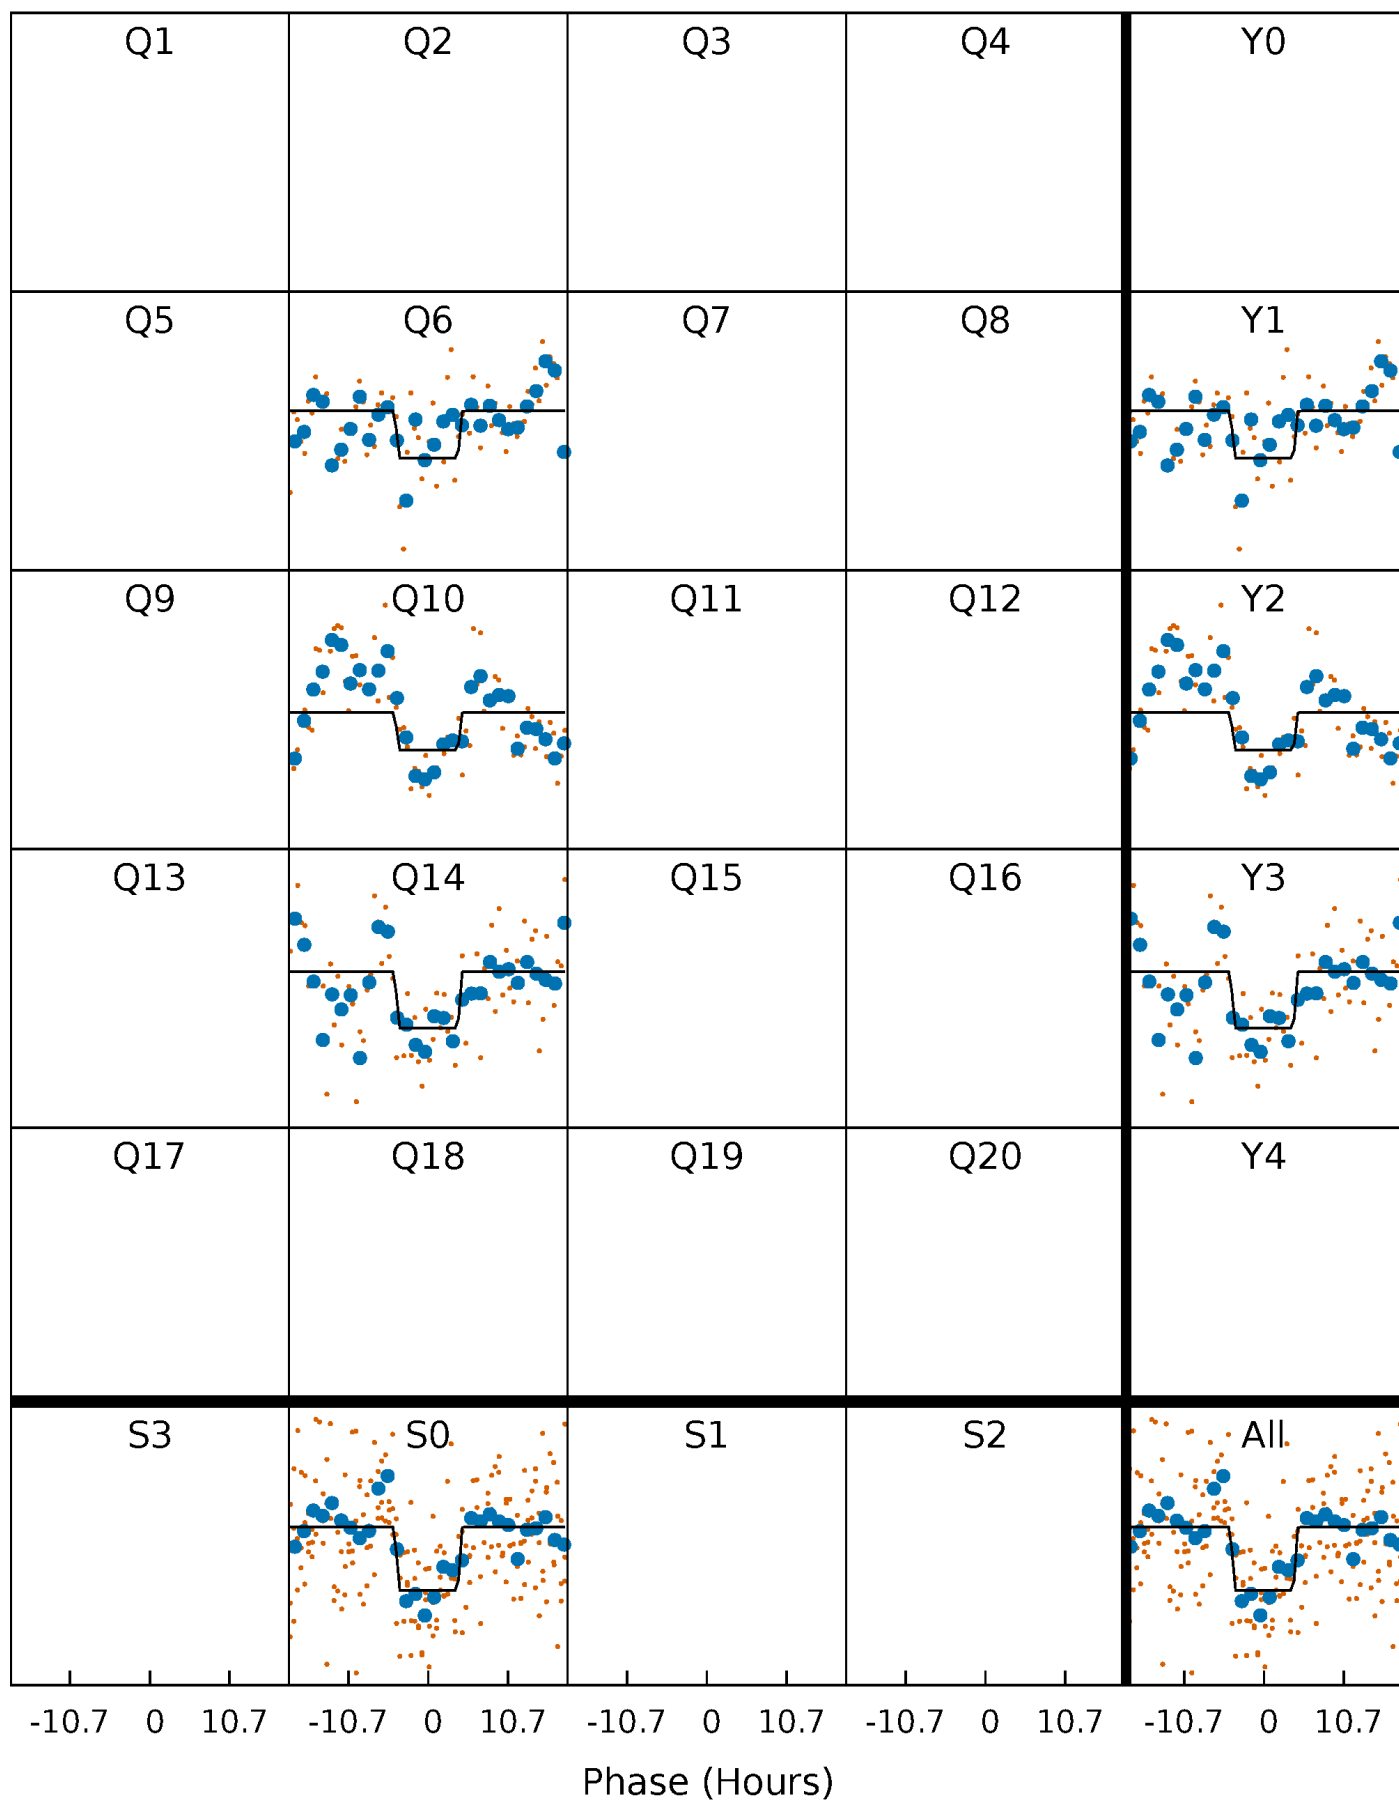 Q1 Q2 Q3 Q4 Y0
Q5 Q6 Q7 Q8 Y1
Q9 Q10 Q11 Q12 Y2
Q13 Q14 Q15 Q16 Y3
Q17 Q18 Q19 Q20 Y4
S3 S0 S1 S2 All
-10.7 0 10.7 -10.7 0 10.7 -10.7 0 10.7 -10.7 0 10.7 -10.7 0 10.7
Phase (Hours)